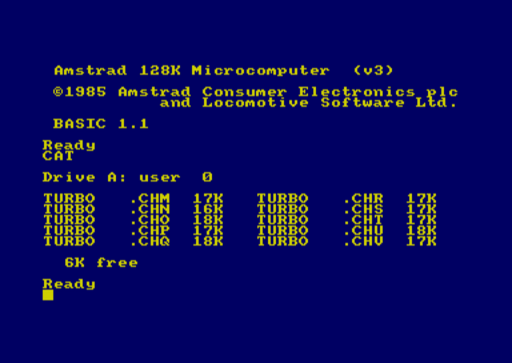 Amstrad 128K Microcomputer (v3)
©1985 Amstrad Consumer Electronics plc
and Locomotive Software Ltd.
BASIC 1.1
Ready
CAT
Drive A: user 0
TURBO .CHM 17K TURBO .CHR 17K
TURBO .CHN 16K TURBO .CHS 17K
TURBO .CHO 18K TURBO .CHT 17K
TURBO .CHP 17K TURBO .CHU 18K
TURBO .CHQ 18K TURBO .CHV 17K
6K free
Ready